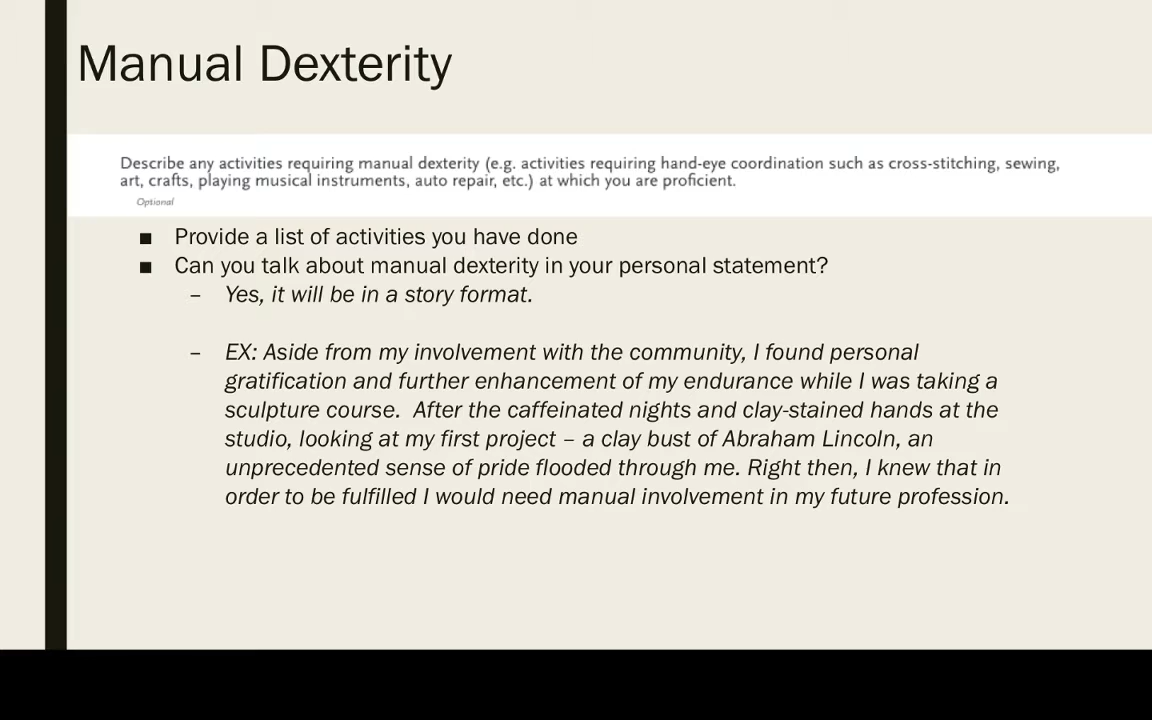 Manual Dexterity
Describe any activities requiring manual dexterity (e.g. activities requiring hand-eye coordination such as cross-stitching, sewing,
art, crafts, playing musical instruments, auto repair, etc.) at which you are proficient.
Optional
■ Provide a list of activities you have done
■ Can you talk about manual dexterity in your personal statement?
– Yes, it will be in a story format.
– EX: Aside from my involvement with the community, I found personal
gratification and further enhancement of my endurance while I was taking a
sculpture course.  After the caffeinated nights and clay-stained hands at the
studio, looking at my first project – a clay bust of Abraham Lincoln, an
unprecedented sense of pride flooded through me. Right then, I knew that in
order to be fulfilled I would need manual involvement in my future profession.